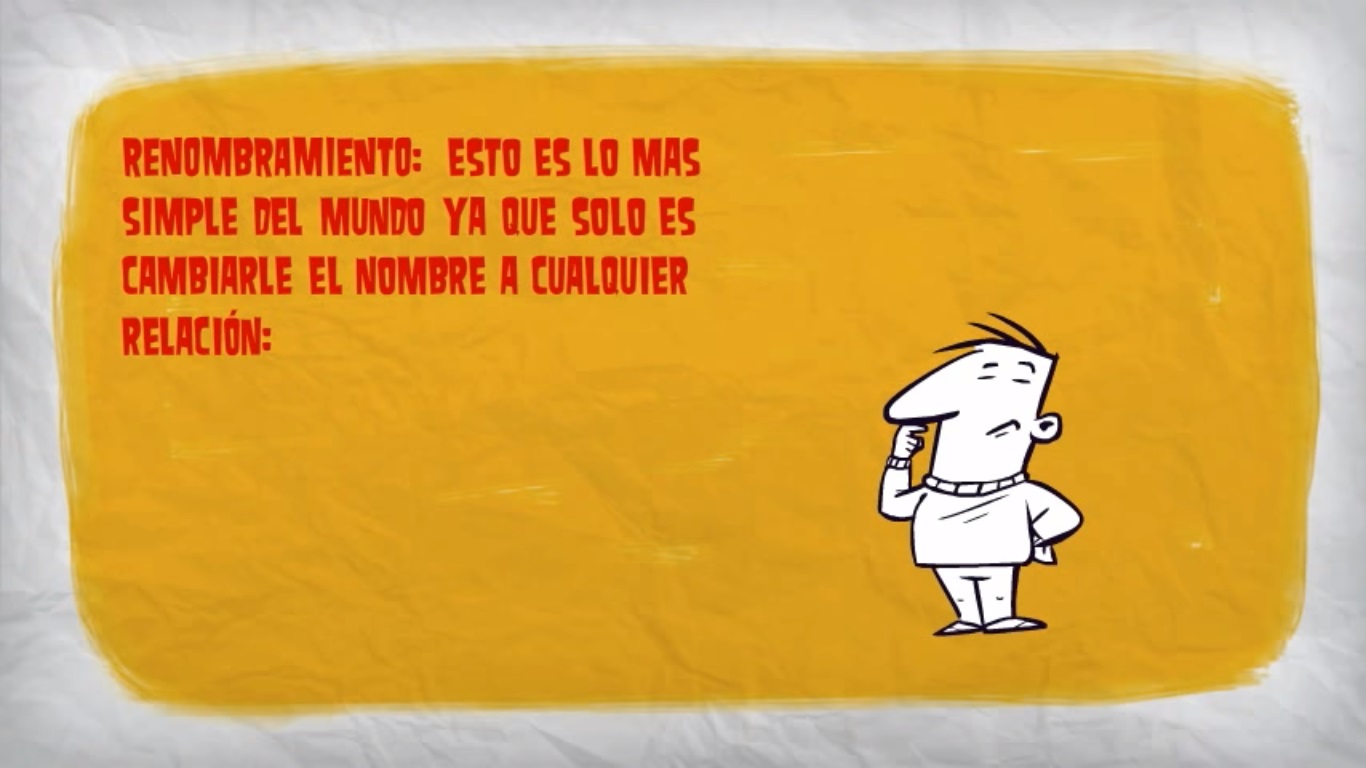 RENOMBRAMIENTO: ESTO ES LO MAS
SIMPLE DEL MUNDO YA QUE SOLO ES
CAMBIARLE EL NOMBRE A CUALQUIER
RELACIÓN: